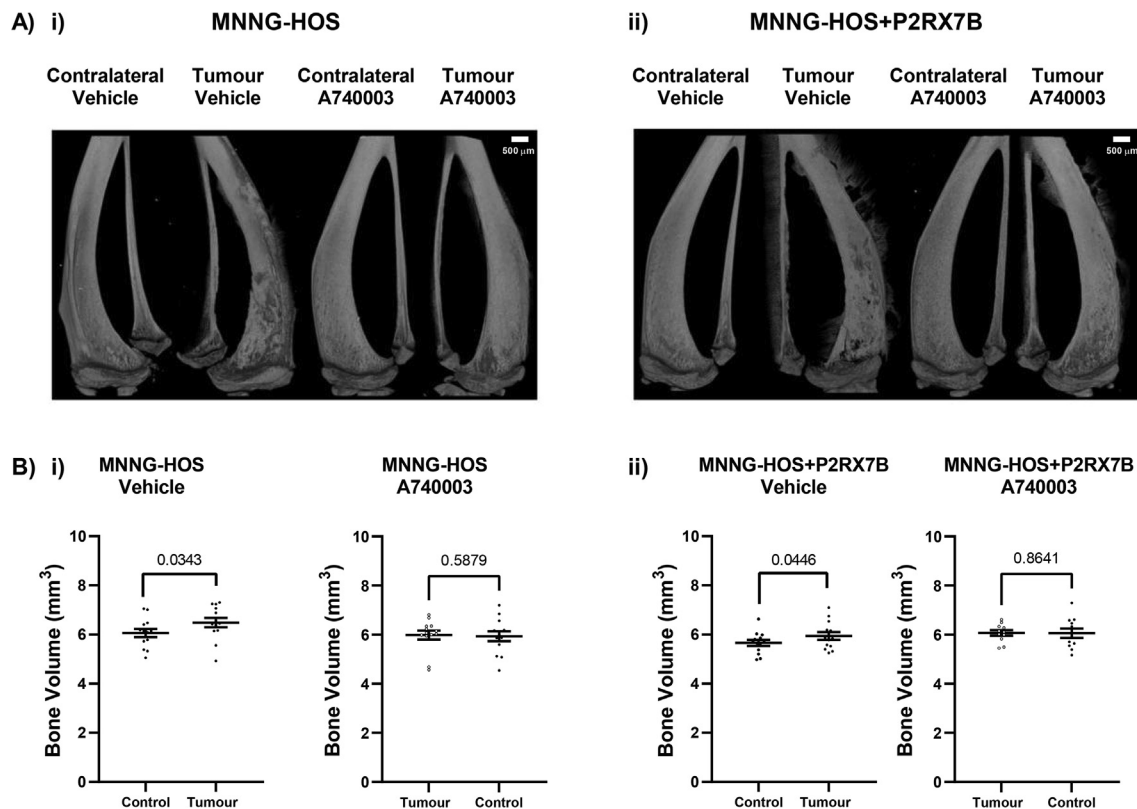 A) i) MNNG-HOS
Contralateral Vehicle
Tumour Vehicle
Contralateral A740003
Tumour A740003
500 µm
ii) MNNG-HOS+P2RX7B
Contralateral Vehicle
Tumour Vehicle
Contralateral A740003
Tumour A740003
500 µm
B) i) MNNG-HOS
Vehicle
Bone Volume (mm³)
10
8
6
4
2
0
0.0343
Control Tumour
MNNG-HOS
A740003
Bone Volume (mm³)
10
8
6
4
2
0
0.5879
Tumour Control
ii) MNNG-HOS+P2RX7B
Vehicle
Bone Volume (mm³)
10
8
6
4
2
0
0.0446
Control Tumour
MNNG-HOS+P2RX7B
A740003
Bone Volume (mm³)
10
8
6
4
2
0
0.8641
Tumour Control